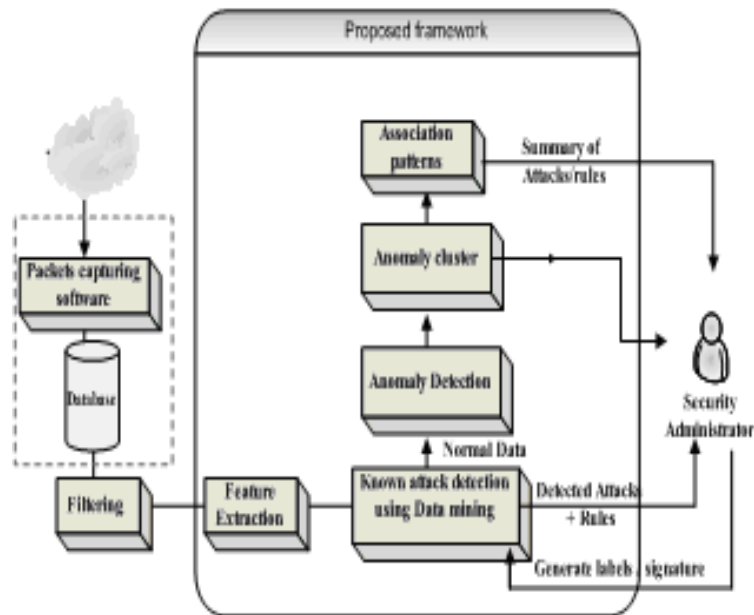 Proposed framework
Association
patterns
Summary of
Attacks/rules
Packets capturing
software
Anomaly cluster
Database
Anomaly Detection
Security
Administrator
Normal Data
Filtering
Feature
Extraction
Known attack detection
using Data mining
Detected Attacks
+ Rules
Generate labels / signature